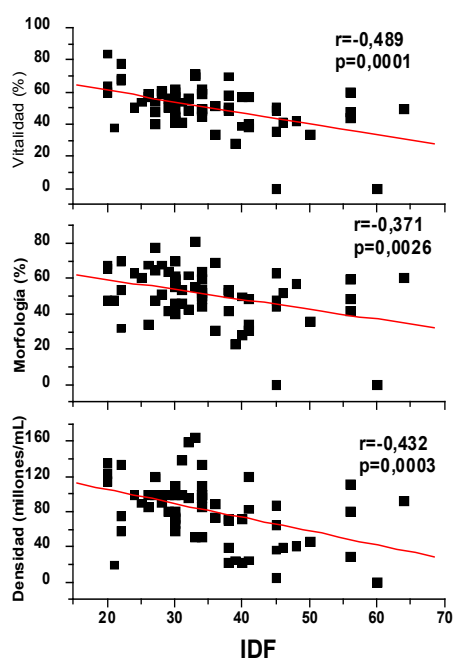 100
80
60
40
20
0
Vitalidad (%)
r=-0,489
p=0,0001
80
60
40
20
0
Morfología (%)
r=-0,371
p=0,0026
160
120
80
40
0
Densidad (millones/mL)
r=-0,432
p=0,0003
20 30 40 50 60 70
IDF